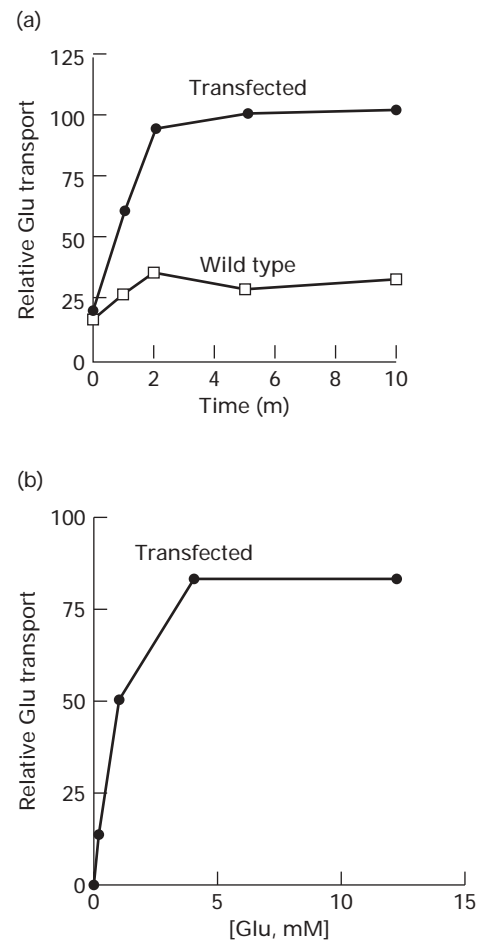 (a)
125
100
75
50
25
0
Relative Glu transport
Transfected
Wild type
0 2 4 6 8 10
Time (m)
(b)
100
75
50
25
0
Relative Glu transport
Transfected
0 5 10 15
[Glu, mM]